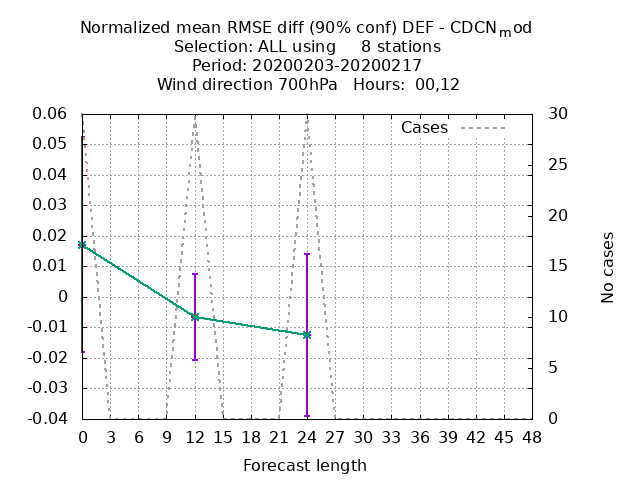 Normalized mean RMSE diff (90% conf) DEF - CDCNmod
Selection: ALL using 8 stations
Period: 20200203-20200217
Wind direction 700hPa Hours: 00,12
Cases
0.06
0.05
0.04
0.03
0.02
0.01
0
-0.01
-0.02
-0.03
-0.04
30
25
20
15
10
5
0
No cases
0 3 6 9 12 15 18 21 24 27 30 33 36 39 42 45 48
Forecast length